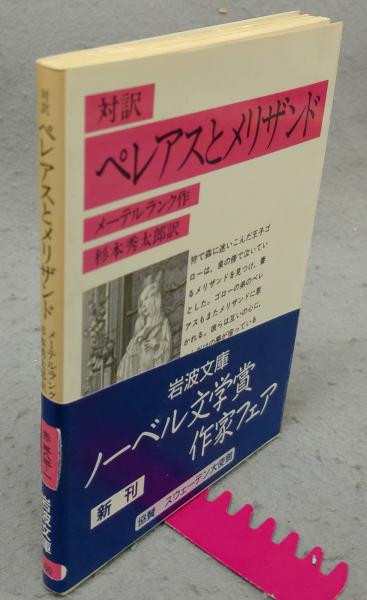 対訳
ペレアスとメリザンド
メーテルランク作
杉本秀太郎訳
狩で森に迷いこんだ王子ゴ
ローは、泉の傍で泣いてい
るメリザンドを見つけ、妻
とした。ゴローの弟のペレ
アスもまたメリザンドに惹
かれる。彼らは互いの心に、
岩波文庫
ノーベル文学賞
作家フェア
新刊
協賛 スウェーデン大使館
対訳
ペレアスとメリザンド
メーテルランク作
岩波文庫